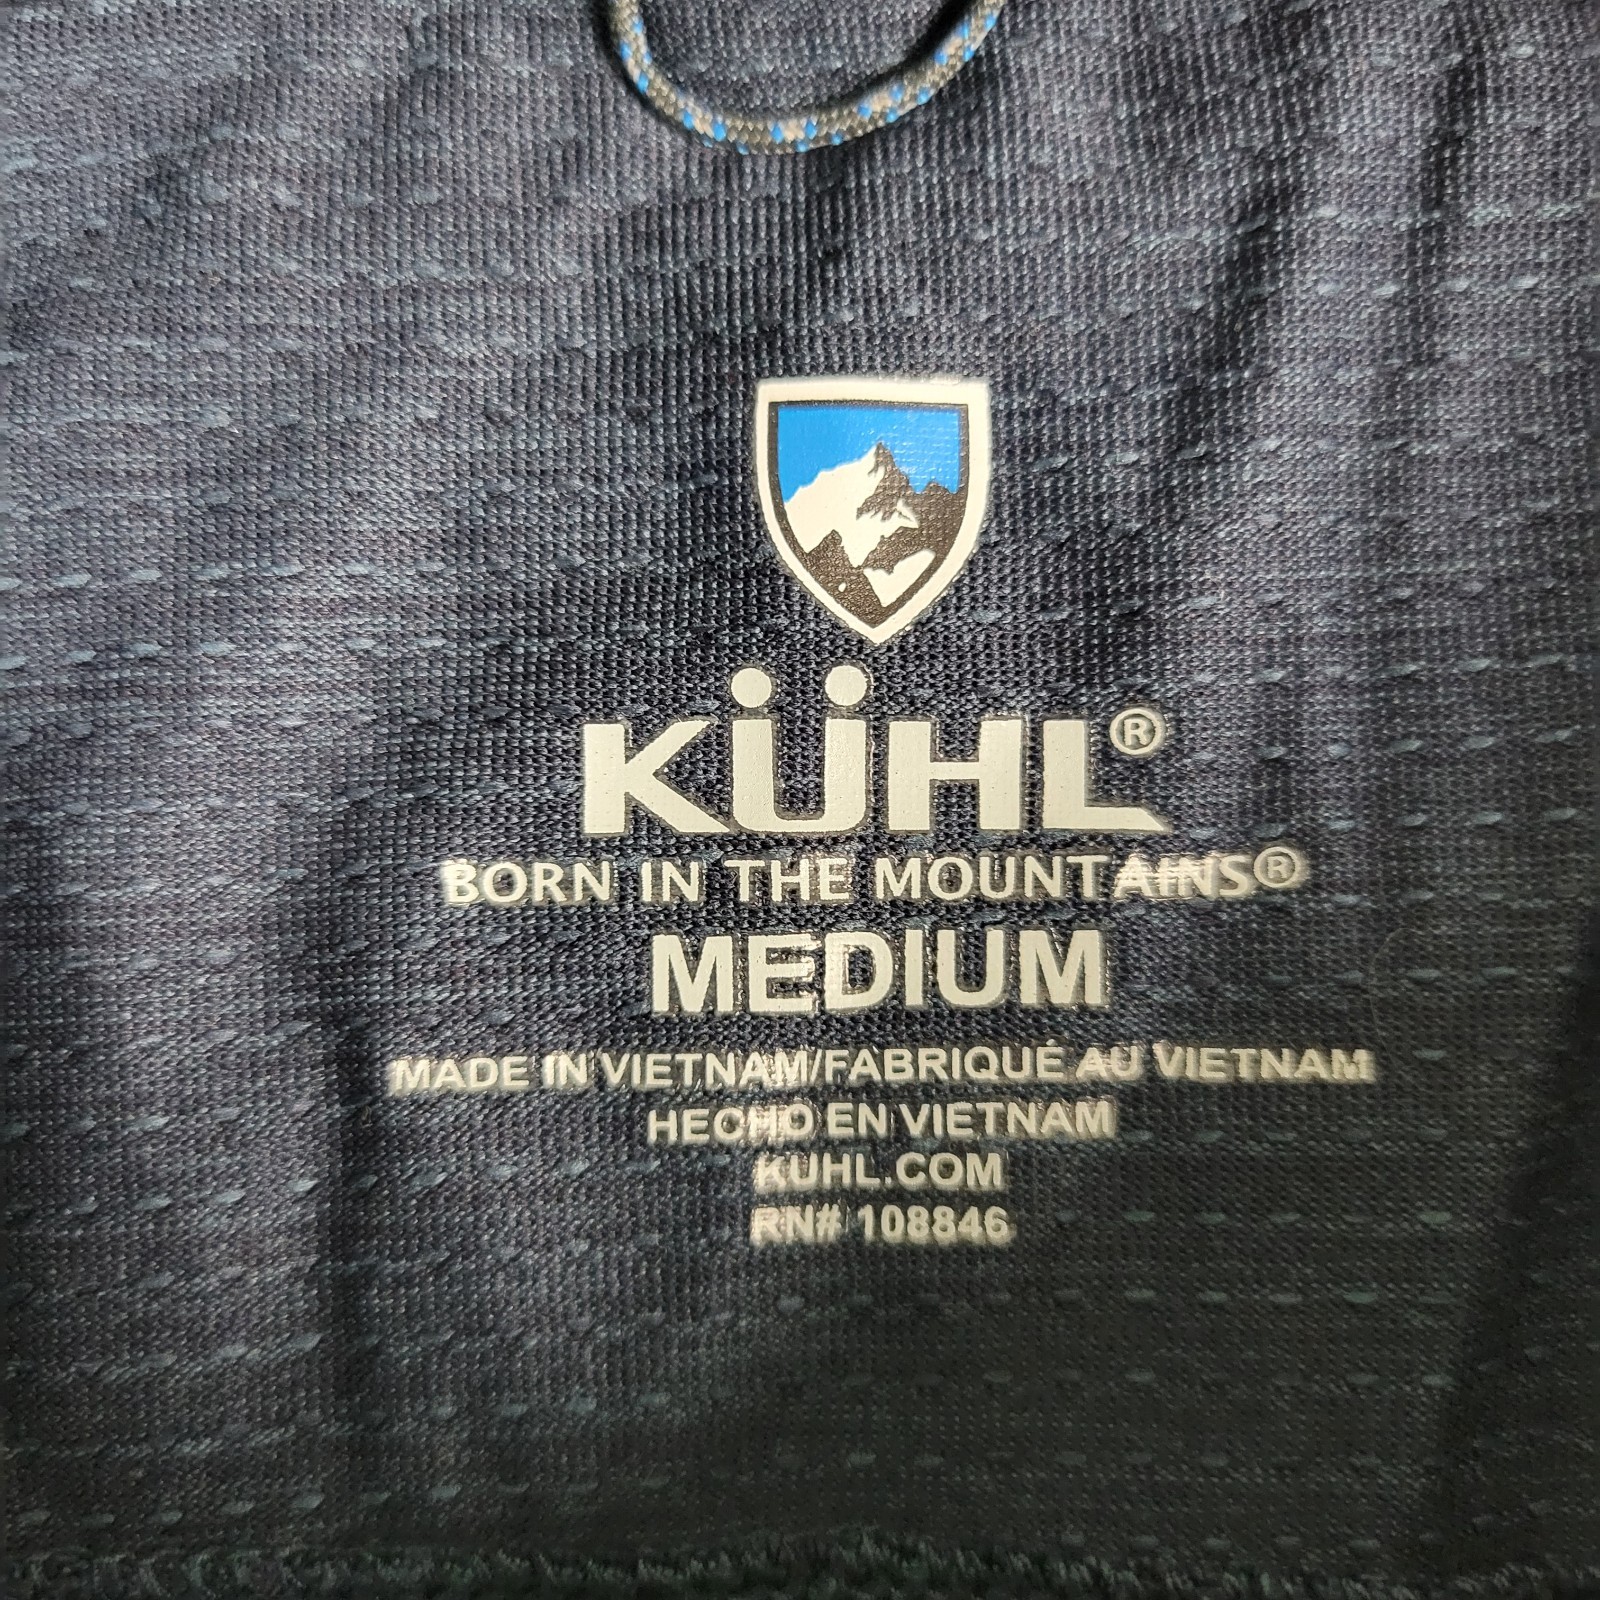 KÜHL®
BORN IN THE MOUNTAINS®
MEDIUM
MADE IN VIETNAM/FABRIQUÉ AU VIETNAM
HECHO EN VIETNAM
KUHL.COM
RN# 108846